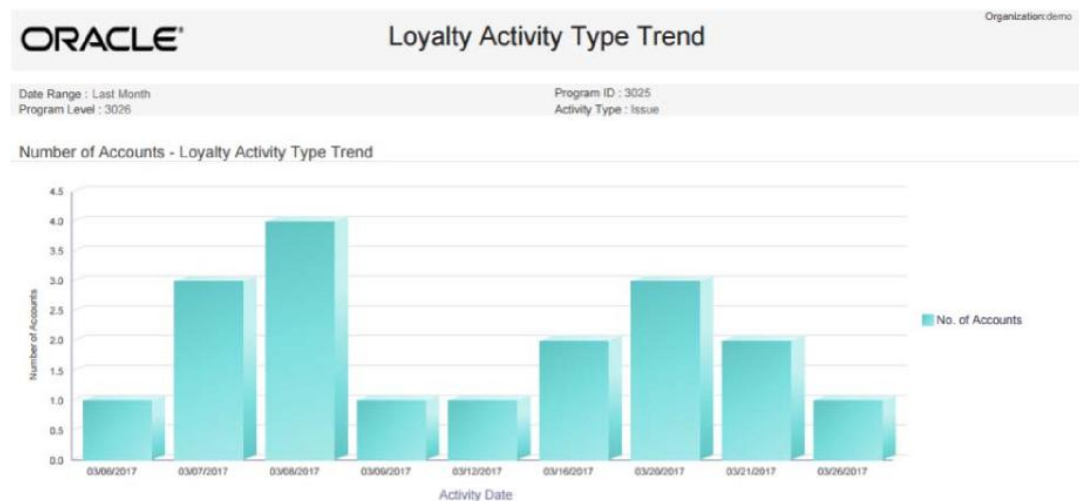 Organization:demo
ORACLE®
Loyalty Activity Type Trend
Date Range : Last Month
Program ID : 3025
Program Level : 3026
Activity Type : Issue
Number of Accounts - Loyalty Activity Type Trend
4.5
4.0
3.5
3.0
2.5
2.0
1.5
1.0
0.5
0.0
Number of Accounts
No. of Accounts
03/06/2017 03/07/2017 03/08/2017 03/09/2017 03/12/2017 03/16/2017 03/20/2017 03/21/2017 03/26/2017
Activity Date